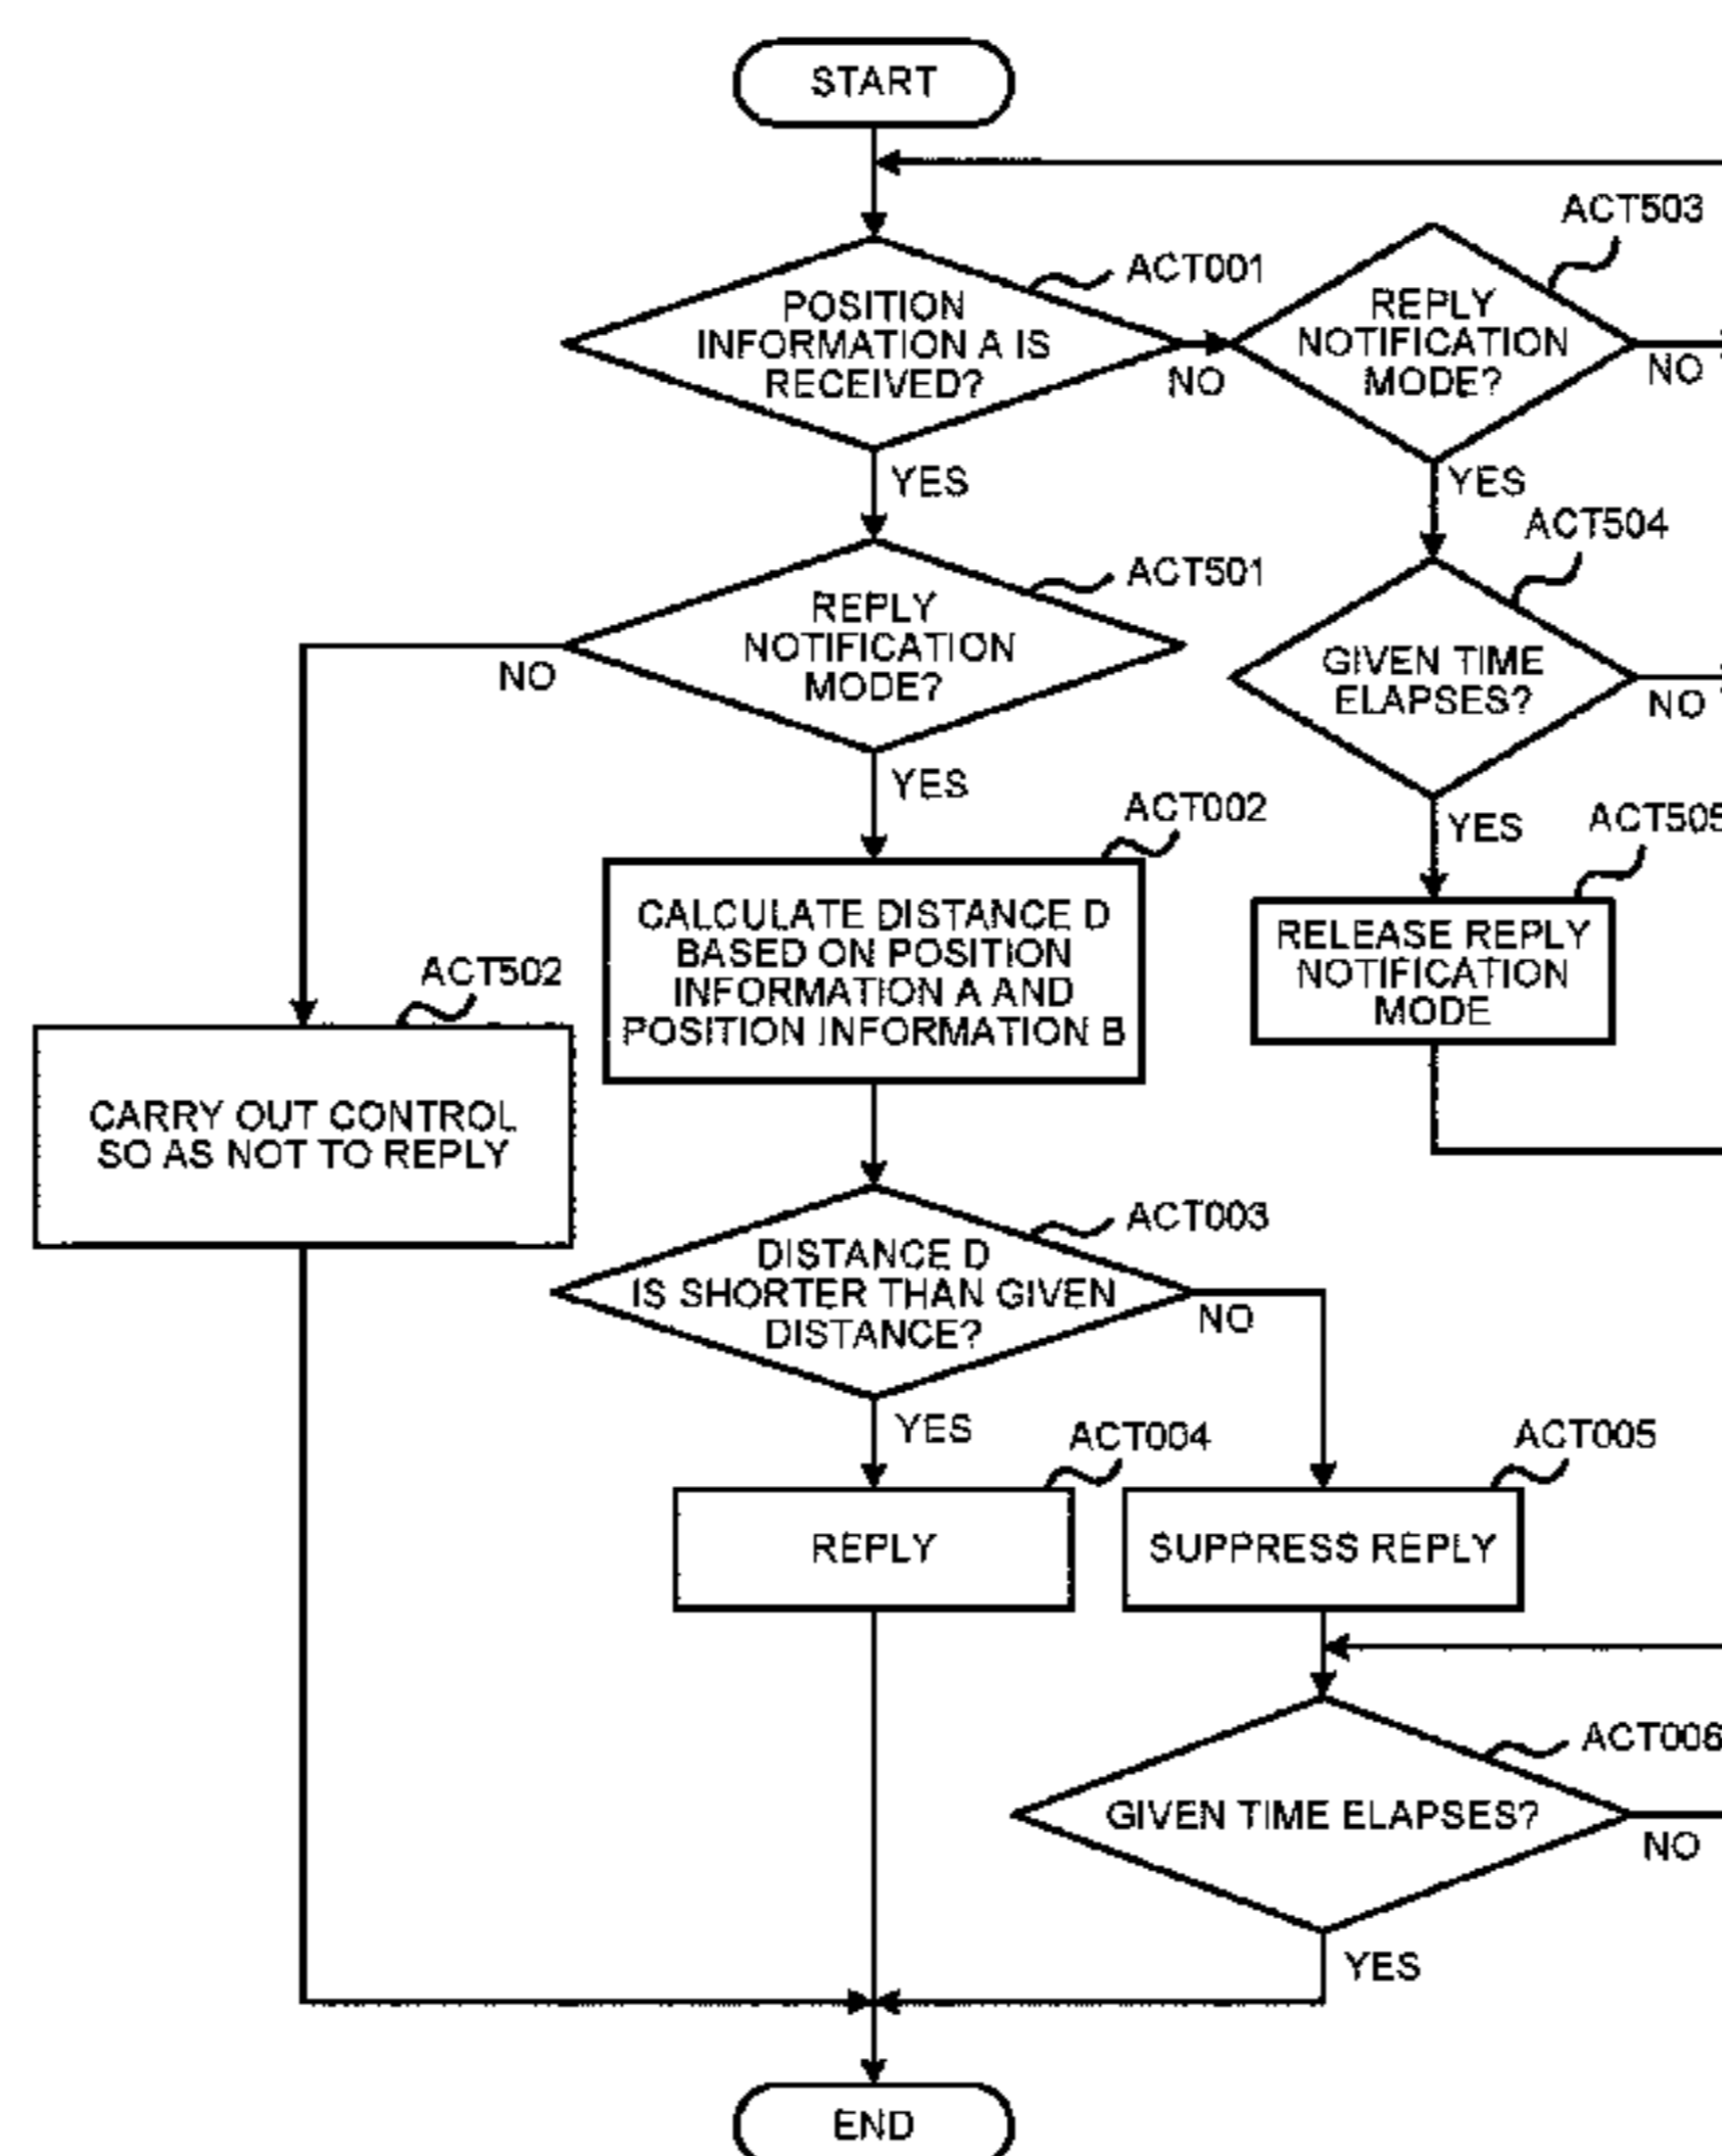 START
ACT001
POSITION
INFORMATION A IS
RECEIVED?
NO
YES
ACT503
REPLY
NOTIFICATION
MODE?
NO
YES
ACT501
REPLY
NOTIFICATION
MODE?
NO
YES
ACT504
GIVEN TIME
ELAPSES?
NO
YES
ACT002
CALCULATE DISTANCE D
BASED ON POSITION
INFORMATION A AND
POSITION INFORMATION B
ACT505
RELEASE REPLY
NOTIFICATION
MODE
ACT502
CARRY OUT CONTROL
SO AS NOT TO REPLY
ACT003
DISTANCE D
IS SHORTER THAN GIVEN
DISTANCE?
NO
YES
ACT004
REPLY
ACT005
SUPPRESS REPLY
ACT006
GIVEN TIME ELAPSES?
NO
YES
END